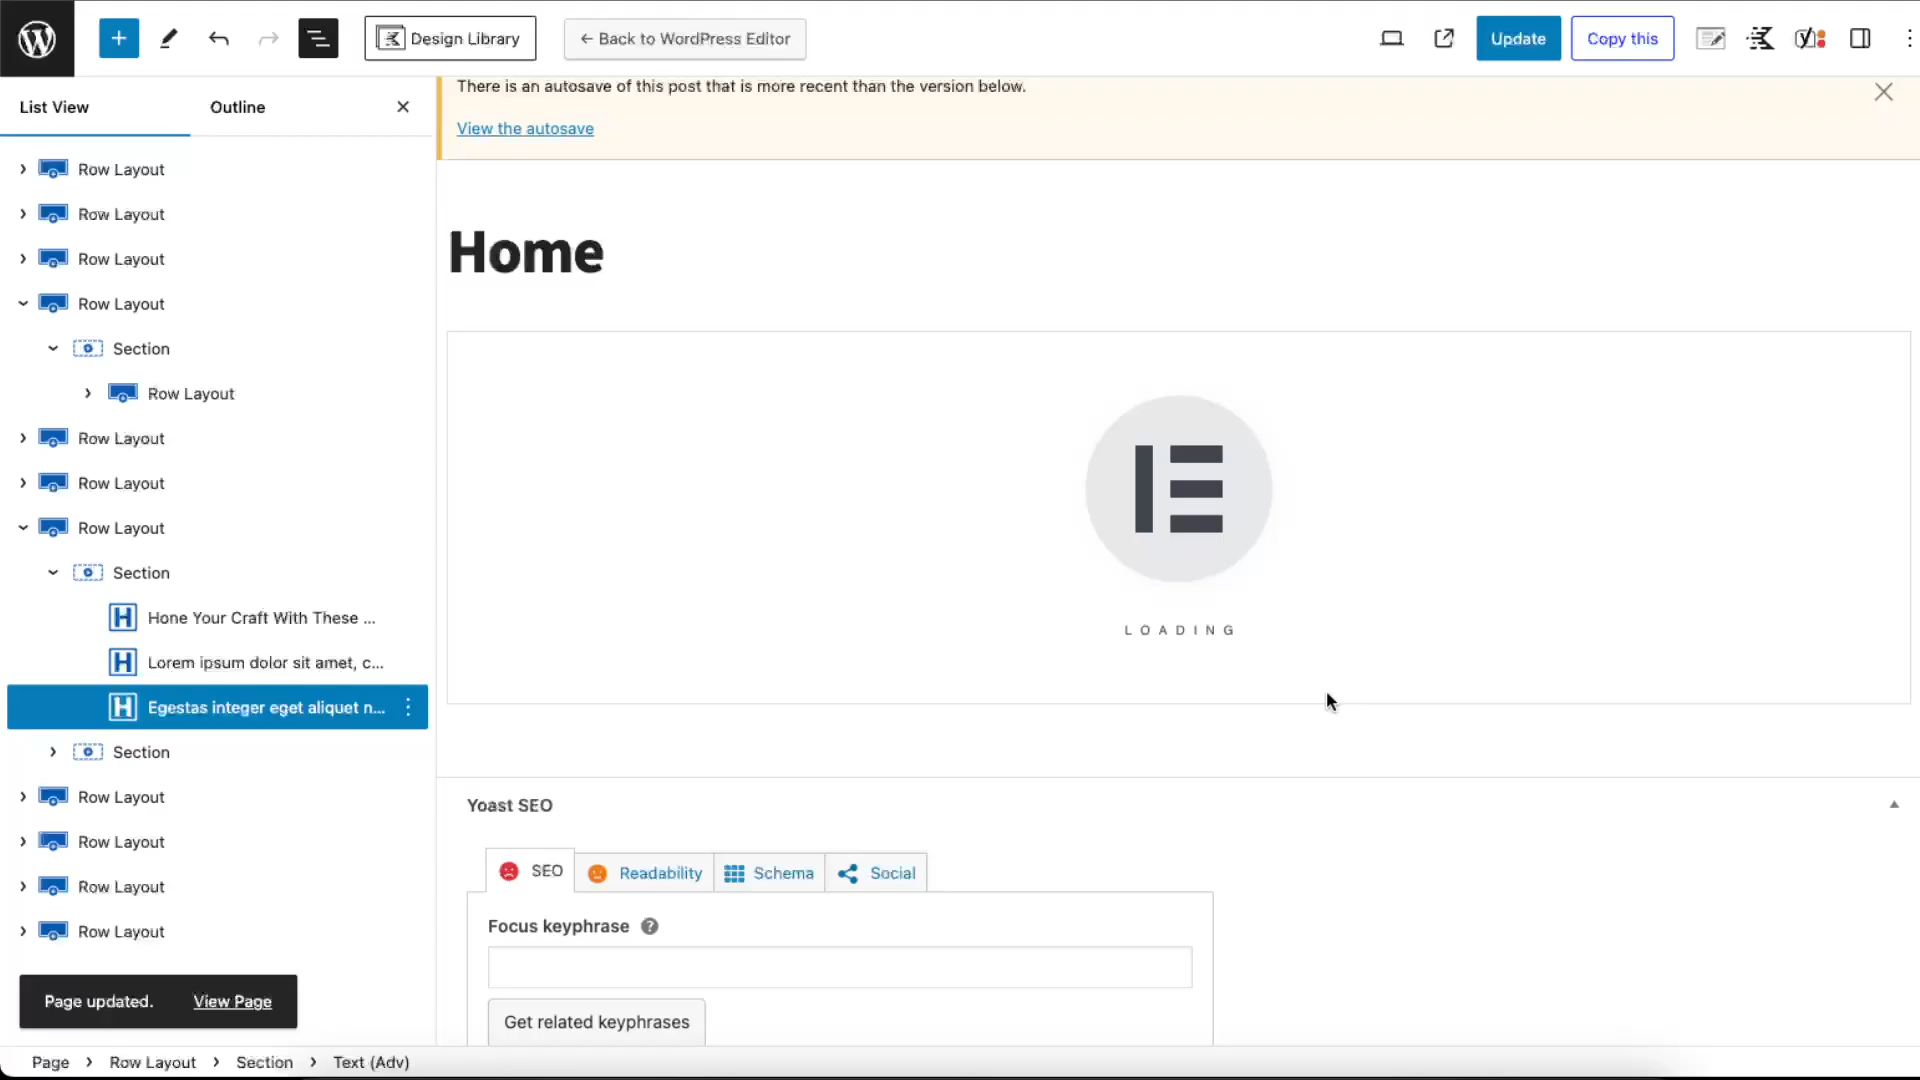 Design Library
← Back to WordPress Editor
Update
Copy this
List View
Outline
There is an autosave of this post that is more recent than the version below.
View the autosave
Row Layout
Row Layout
Row Layout
Row Layout
Section
Row Layout
Row Layout
Row Layout
Row Layout
Section
Hone Your Craft With These ...
Lorem ipsum dolor sit amet, c...
Egestas integer eget aliquet n...
Section
Row Layout
Row Layout
Row Layout
Row Layout
Home
LOADING
Yoast SEO
SEO
Readability
Schema
Social
Focus keyphrase
Get related keyphrases
Page updated. View Page
Page > Row Layout > Section > Text (Adv)